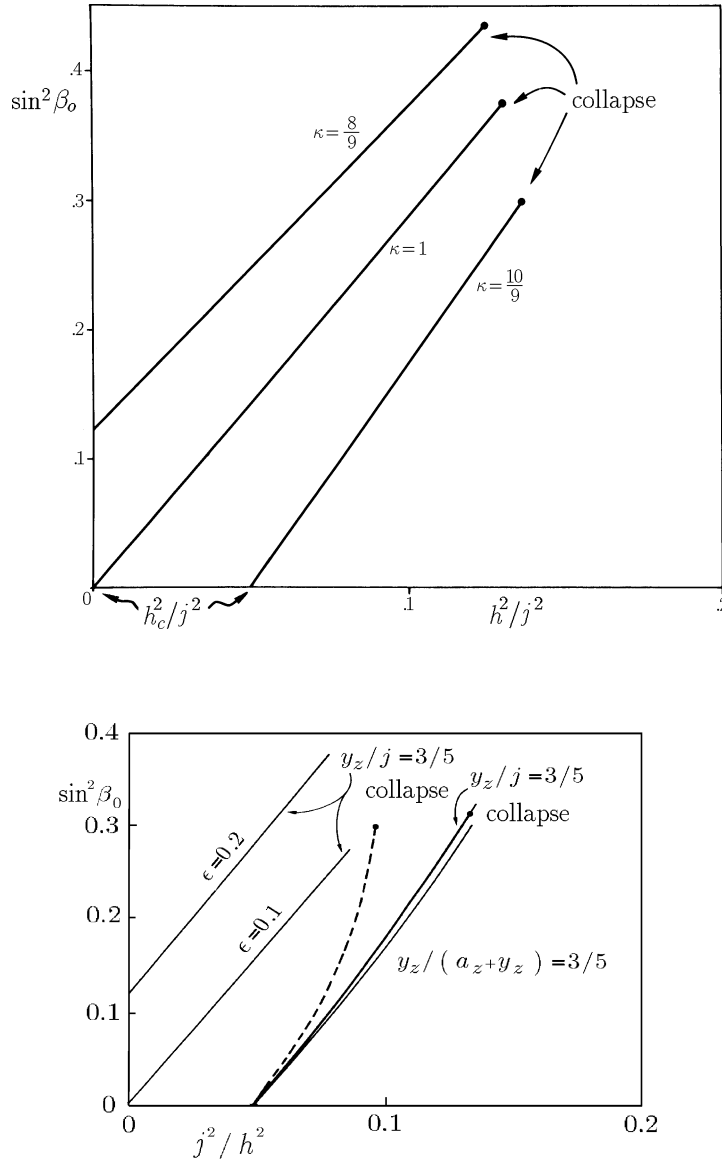 .4
sin²βₒ
collapse
κ=8/9
.3
κ=1
κ=10/9
.2
.1
0
.1
.2
h_c²/j²
h²/j²
0.4
y_z/j=3/5
y_z/j=3/5
sin²β₀
collapse
collapse
0.3
ϵ=0.2
0.2
ϵ=0.1
y_z/(a_z+y_z)=3/5
0.1
0
0
0.1
0.2
j²/h²